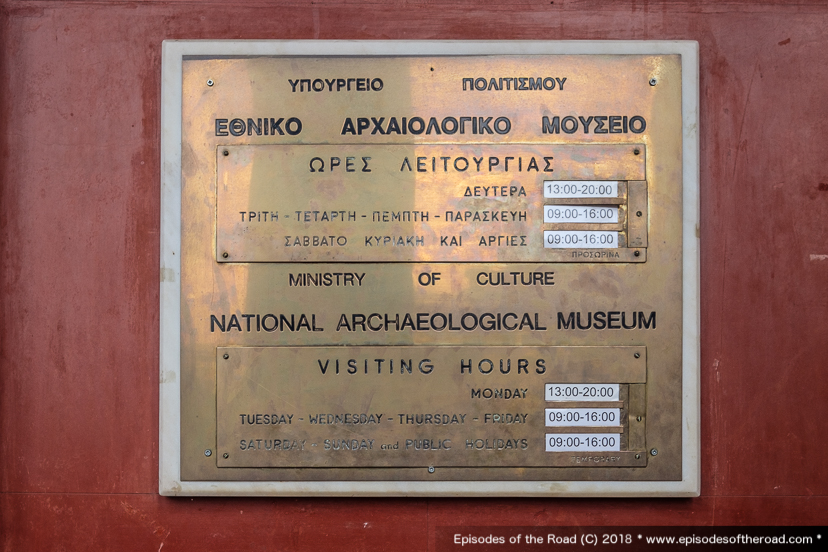 ΥΠΟΥΡΓΕΙΟ ΠΟΛΙΤΙΣΜΟΥ
ΕΘΝΙΚΟ ΑΡΧΑΙΟΛΟΓΙΚΟ ΜΟΥΣΕΙΟ
ΩΡΕΣ ΛΕΙΤΟΥΡΓΙΑΣ
ΔΕΥΤΕΡΑ 13:00-20:00
ΤΡΙΤΗ - ΤΕΤΑΡΤΗ - ΠΕΜΠΤΗ - ΠΑΡΑΣΚΕΥΗ 09:00-16:00
ΣΑΒΒΑΤΟ ΚΥΡΙΑΚΗ ΚΑΙ ΑΡΓΙΕΣ 09:00-16:00
ΠΡΟΣΩΡΙΝΑ
MINISTRY OF CULTURE
NATIONAL ARCHAEOLOGICAL MUSEUM
VISITING HOURS
MONDAY 13:00-20:00
TUESDAY - WEDNESDAY - THURSDAY - FRIDAY 09:00-16:00
SATURDAY - SUNDAY and PUBLIC HOLIDAYS 09:00-16:00
TEMPORARY
Episodes of the Road (C) 2018 * www.episodesoftheroad.com *